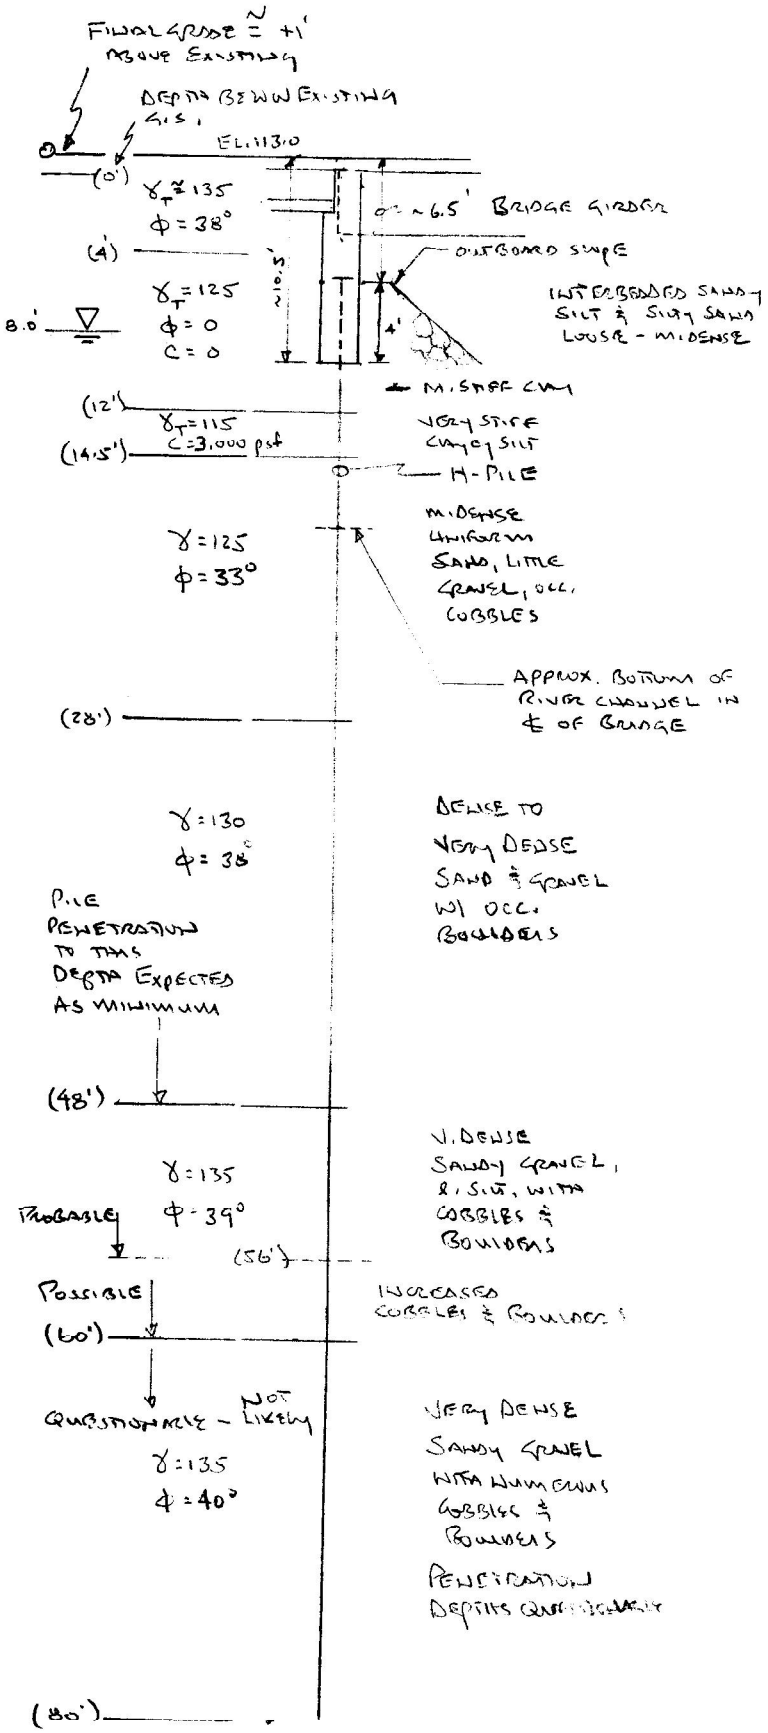 FINAL GRADE ≅ +1'
ABOVE EXISTING
DEPTH BELOW EXISTING
G.S.
EL. 113.0
(0')
γT ≅ 135
φ = 38°
~ 6.5' BRIDGE GIRDER
(4')
OUTBOARD SLOPE
~10.5'
γT = 125
φ = 0
C = 0
8.0'
4'
INTERBEDDED SANDY
SILT & SILTY SAND
LOOSE - M.DENSE
M. STIFF CLAY
(12')
γT = 115
C = 3,000 psf
VERY STIFF
CLAYEY SILT
(14.5')
H-PILE
γ = 125
φ = 33°
M.DENSE
UNIFORM
SAND, LITTLE
GRAVEL, OCC.
COBBLES
APPROX. BOTTOM OF
RIVER CHANNEL IN
℄ OF BRIDGE
(28')
γ = 130
φ = 38°
DENSE TO
VERY DENSE
SAND & GRAVEL
W/ OCC.
BOULDERS
PILE
PENETRATION
TO THIS
DEPTH EXPECTED
AS MINIMUM
(48')
γ = 135
φ = 39°
V. DENSE
SANDY GRAVEL,
l. SILT, WITH
COBBLES &
BOULDERS
PROBABLE
(56')
POSSIBLE
INCREASED
COBBLES & BOULDERS
(60')
QUESTIONABLE - NOT
LIKELY
γ = 135
φ = 40°
VERY DENSE
SANDY GRAVEL
WITH NUMEROUS
COBBLES &
BOULDERS
PENETRATION
DEPTHS QUESTIONABLE
(80')